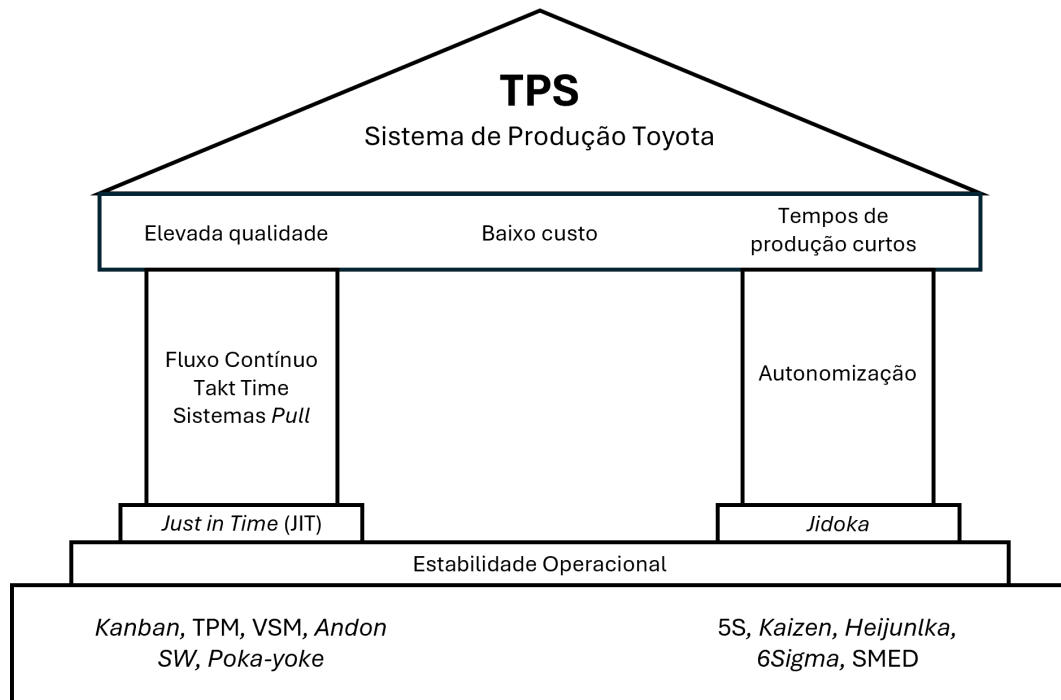 TPS
Sistema de Produção Toyota
Elevada qualidade
Baixo custo
Tempos de
produção curtos
Fluxo Contínuo
Takt Time
Sistemas Pull
Autonomização
Just in Time (JIT)
Jidoka
Estabilidade Operacional
Kanban, TPM, VSM, Andon
SW, Poka-yoke
5S, Kaizen, Heijunlka,
6Sigma, SMED